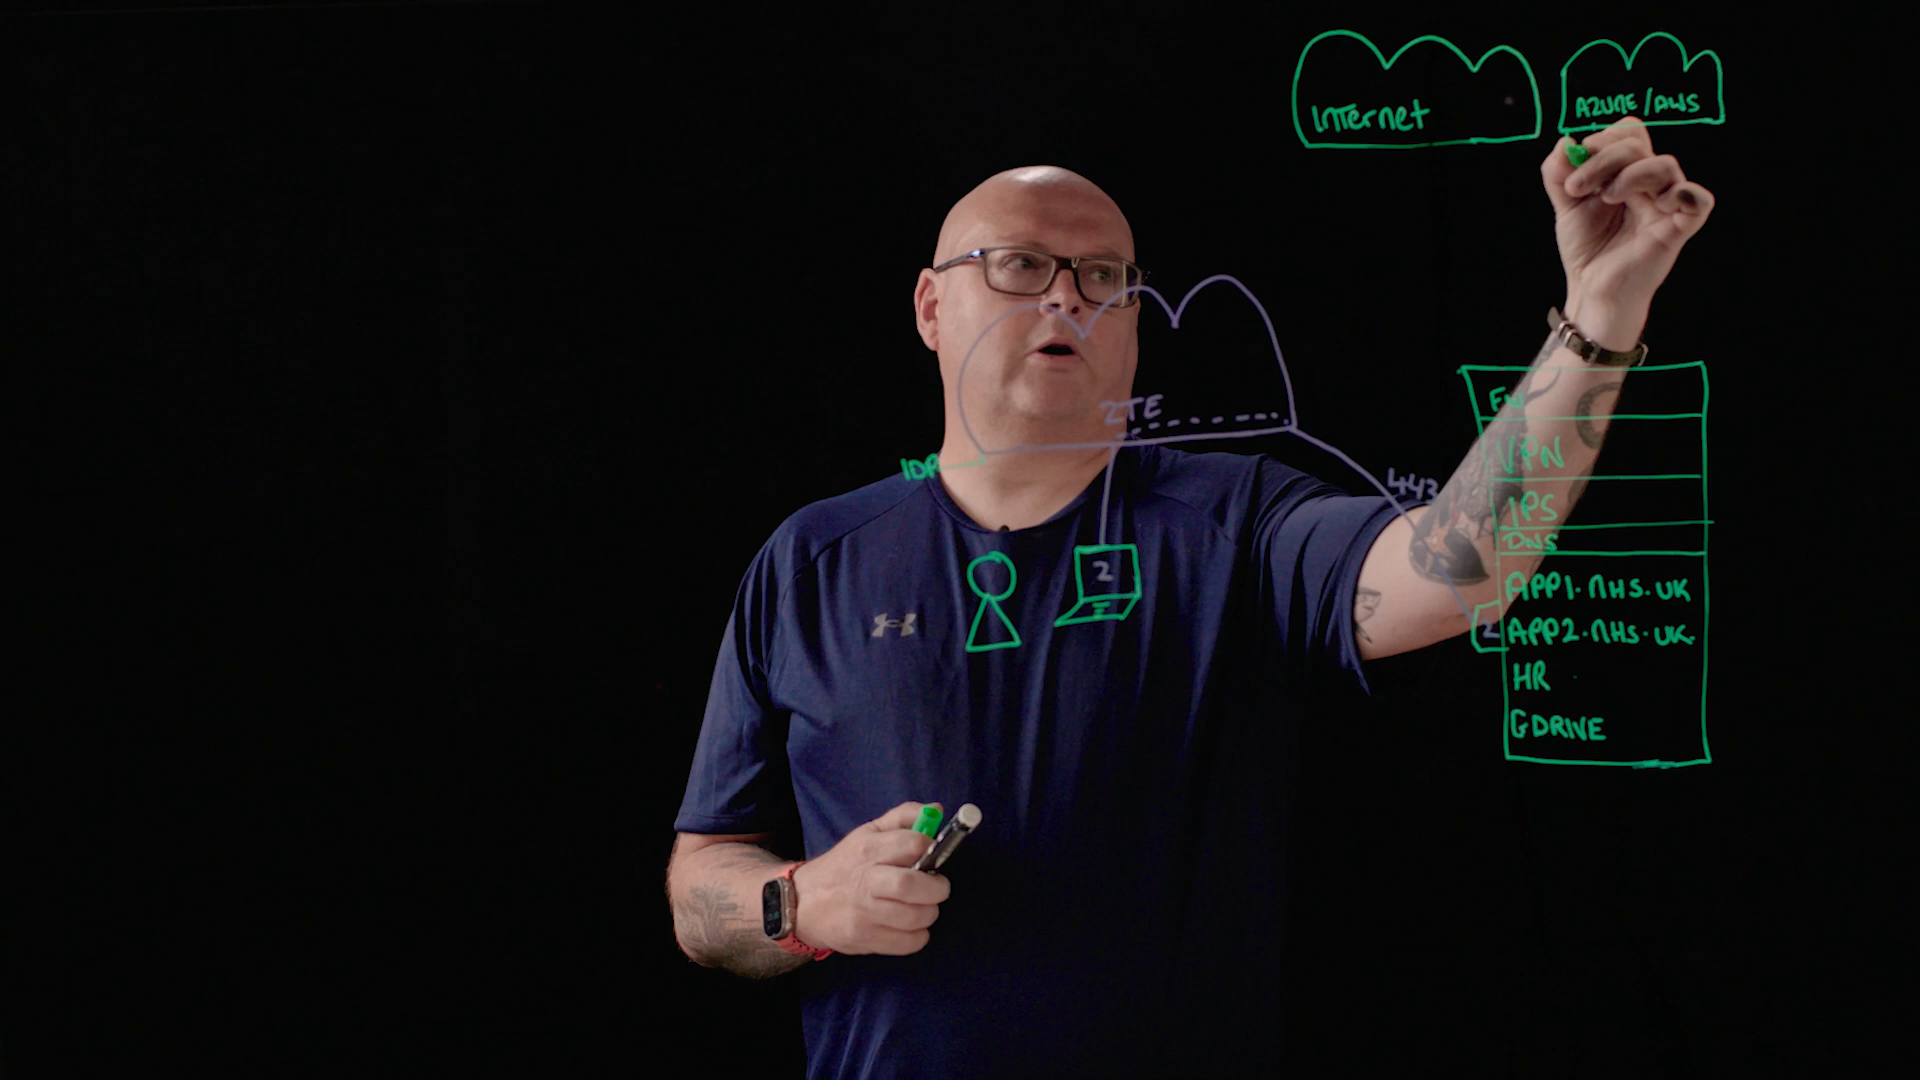 Internet
AZURE/AWS
FW
VPN
ZTE
IDP
443
IPS
DNS
2
APP1.nHS.UK
2
APP2.nHS.UK.
HR
GDRIVE